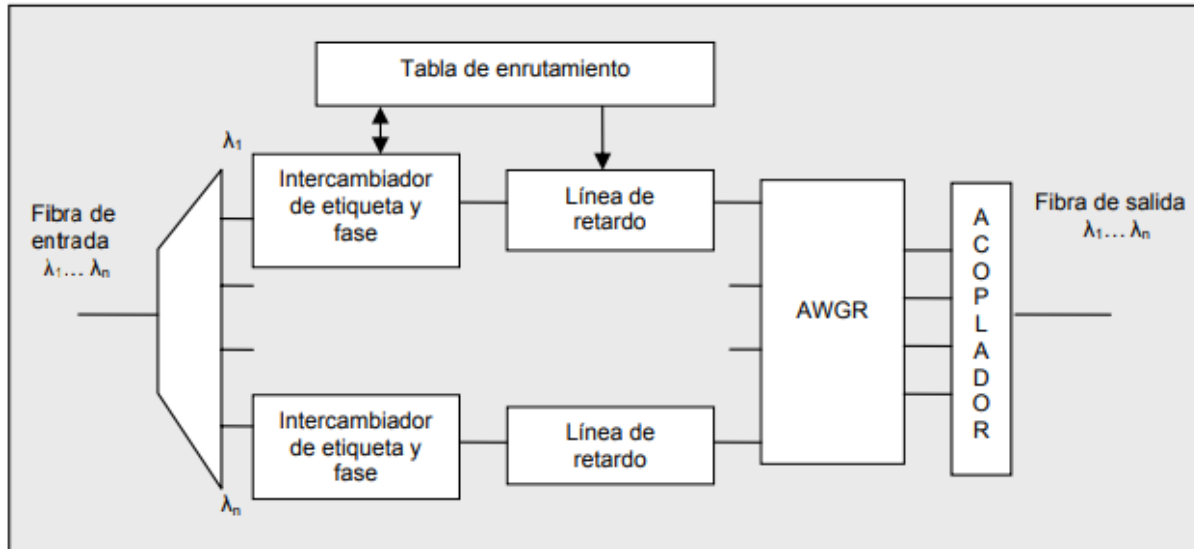 Tabla de enrutamiento
λ₁
Intercambiador
de etiqueta y
fase
Línea de
retardo
Fibra de
entrada
λ₁... λₙ
AWGR
A
C
O
P
L
A
D
O
R
Fibra de salida
λ₁... λₙ
Intercambiador
de etiqueta y
fase
Línea de
retardo
λₙ